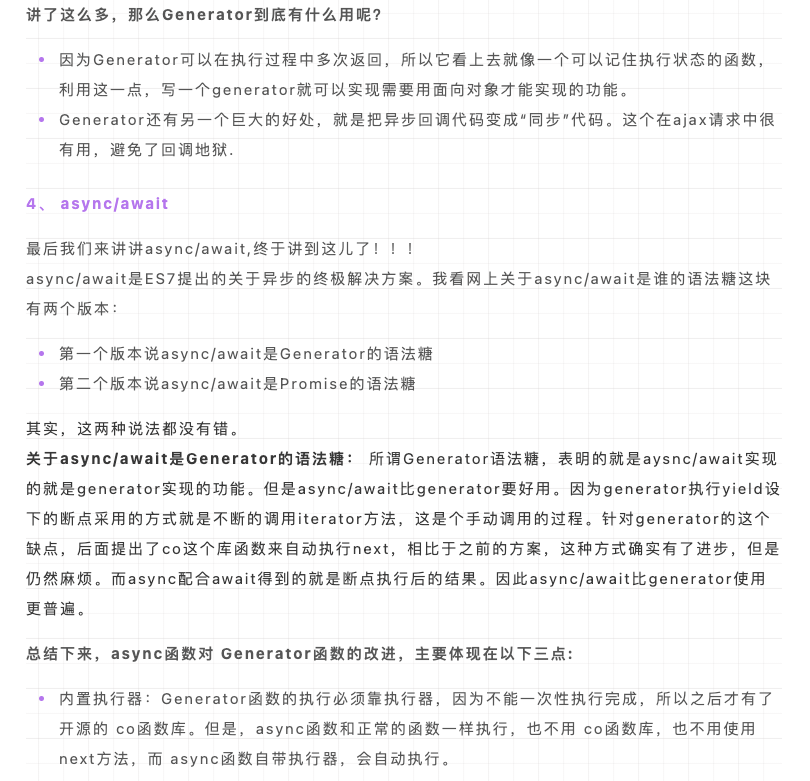 讲了这么多，那么Generator到底有什么用呢?
因为Generator可以在执行过程中多次返回，所以它看上去就像一个可以记住执行状态的函数，
利用这一点，写一个generator就可以实现需要用面向对象才能实现的功能。
Generator还有另一个巨大的好处，就是把异步回调代码变成“同步”代码。这个在ajax请求中很
有用，避免了回调地狱.
4、 async/await
最后我们来讲讲async/await,终于讲到这儿了！！！
async/await是ES7提出的关于异步的终极解决方案。我看网上关于async/await是谁的语法糖这块
有两个版本：
第一个版本说async/await是Generator的语法糖
第二个版本说async/await是Promise的语法糖
其实，这两种说法都没有错。
关于async/await是Generator的语法糖： 所谓Generator语法糖，表明的就是aysnc/await实现
的就是generator实现的功能。但是async/await比generator要好用。因为generator执行yield设
下的断点采用的方式就是不断的调用iterator方法，这是个手动调用的过程。针对generator的这个
缺点，后面提出了co这个库函数来自动执行next，相比于之前的方案，这种方式确实有了进步，但是
仍然麻烦。而async配合await得到的就是断点执行后的结果。因此async/await比generator使用
更普遍。
总结下来，async函数对 Generator函数的改进，主要体现在以下三点:
内置执行器：Generator函数的执行必须靠执行器，因为不能一次性执行完成，所以之后才有了
开源的 co函数库。但是，async函数和正常的函数一样执行，也不用 co函数库，也不用使用
next方法，而 async函数自带执行器，会自动执行。